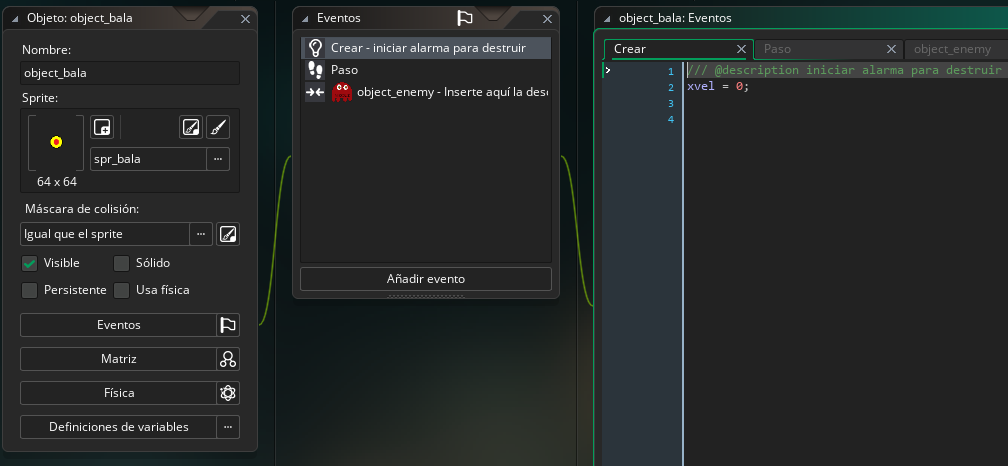 Objeto: object_bala
Nombre:
object_bala
Sprite:
spr_bala
...
64 x 64
Máscara de colisión:
Igual que el sprite
...
Visible
Sólido
Persistente
Usa física
Eventos
Matriz
Física
Definiciones de variables
...
Eventos
Crear - iniciar alarma para destruir
Paso
object_enemy - Inserte aquí la des
Añadir evento
object_bala: Eventos
Crear
Paso
object_enemy
1 /// @description iniciar alarma para destruir
2 xvel = 0;
3
4